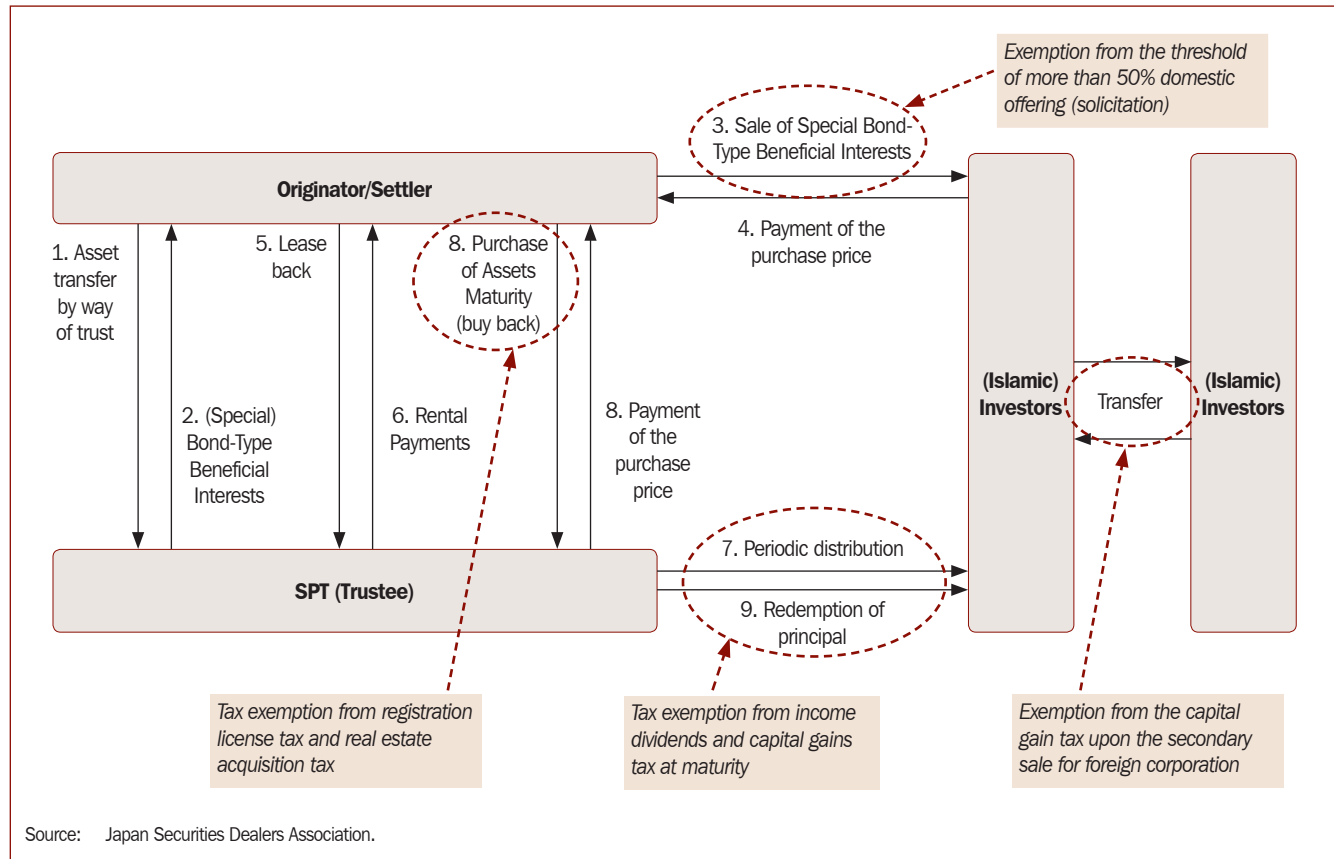 Exemption from the threshold
of more than 50% domestic
offering (solicitation)
3. Sale of Special Bond-
Type Beneficial Interests
Originator/Settler
4. Payment of the
purchase price
1. Asset
transfer
by way
of trust
5. Lease
back
8. Purchase
of Assets
Maturity
(buy back)
2. (Special)
Bond-Type
Beneficial
Interests
6. Rental
Payments
8. Payment
of the
purchase
price
(Islamic)
Investors
Transfer
(Islamic)
Investors
SPT (Trustee)
7. Periodic distribution
9. Redemption of
principal
Tax exemption from registration
license tax and real estate
acquisition tax
Tax exemption from income
dividends and capital gains
tax at maturity
Exemption from the capital
gain tax upon the secondary
sale for foreign corporation
Source: Japan Securities Dealers Association.